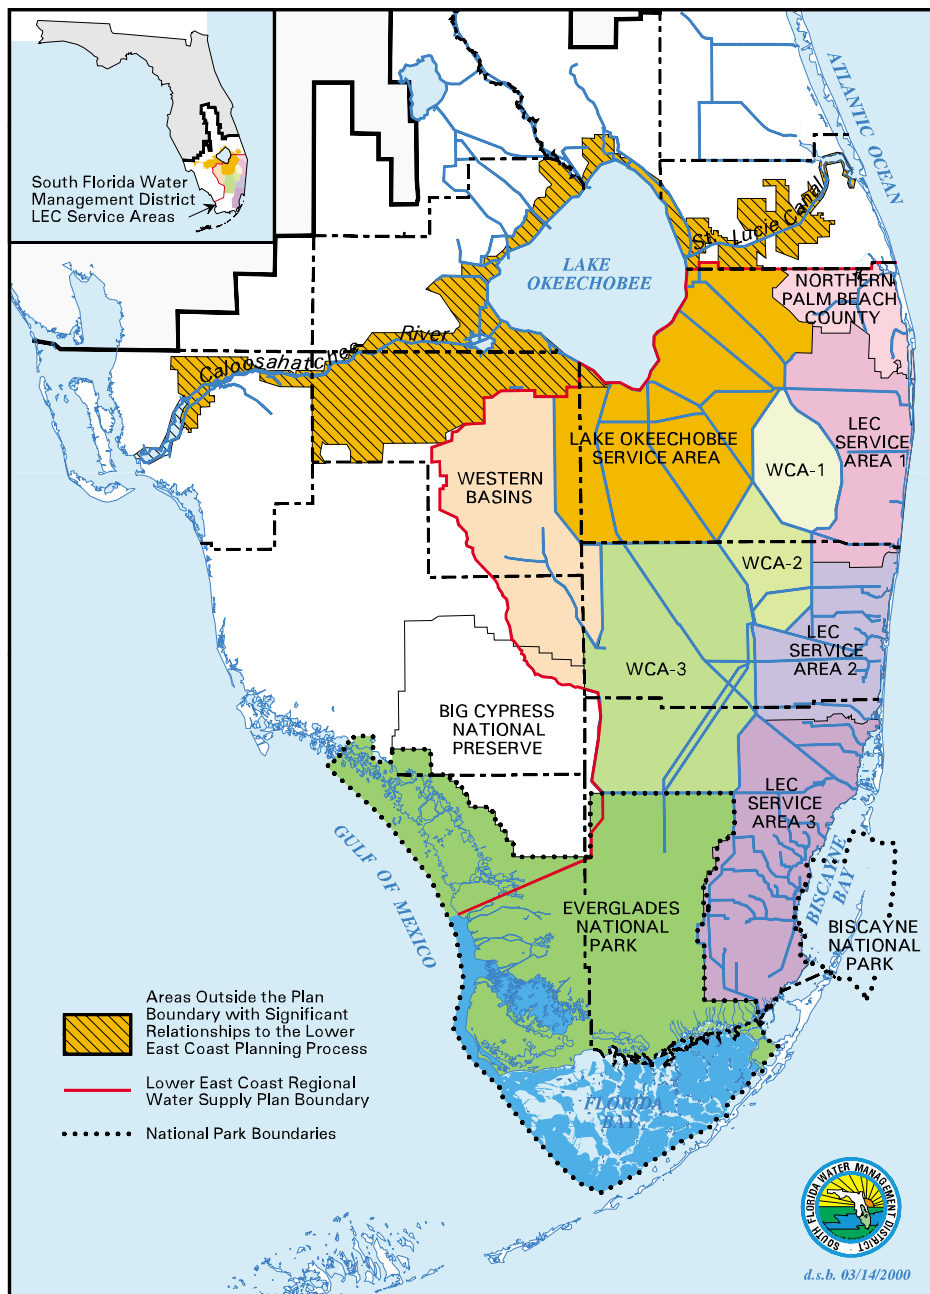 South Florida Water
Management District
LEC Service Areas
ATLANTIC OCEAN
St. Lucie Canal
LAKE
OKEECHOBEE
NORTHERN
PALM BEACH
COUNTY
Caloosahatchee River
LAKE OKEECHOBEE
SERVICE AREA
LEC
SERVICE
AREA 1
WCA-1
WESTERN
BASINS
WCA-2
LEC
SERVICE
AREA 2
WCA-3
BIG CYPRESS
NATIONAL
PRESERVE
LEC
SERVICE
AREA 3
GULF OF MEXICO
BISCAYNE
BAY
EVERGLADES
NATIONAL
PARK
BISCAYNE
NATIONAL
PARK
Areas Outside the Plan
Boundary with Significant
Relationships to the Lower
East Coast Planning Process
Lower East Coast Regional
Water Supply Plan Boundary
National Park Boundaries
FLORIDA
BAY
SOUTH FLORIDA WATER MANAGEMENT DISTRICT
d.s.b. 03/14/2000